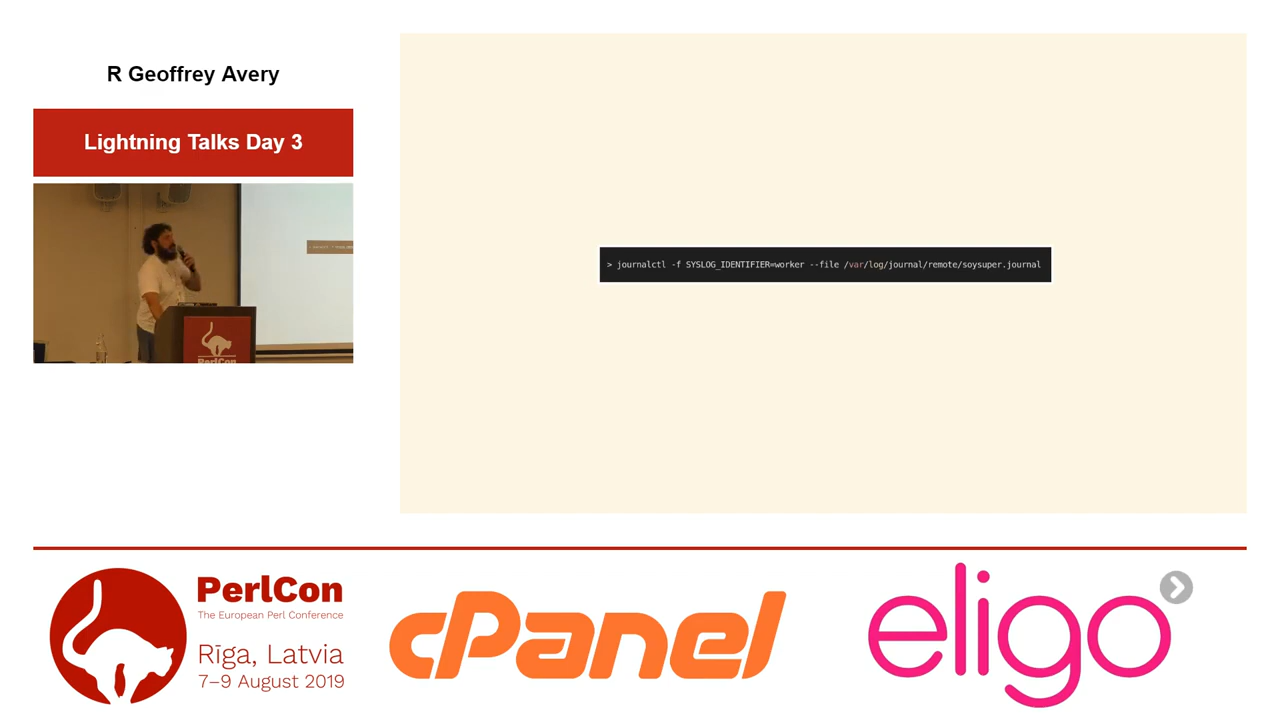 R Geoffrey Avery
Lightning Talks Day 3
PerlCon
> journalctl -f SYSLOG_IDENTIFIER=worker --file /var/log/journal/remote/soysuper.journal
PerlCon
The European Perl Conference
Rīga, Latvia
7–9 August 2019
cPanel
eligo